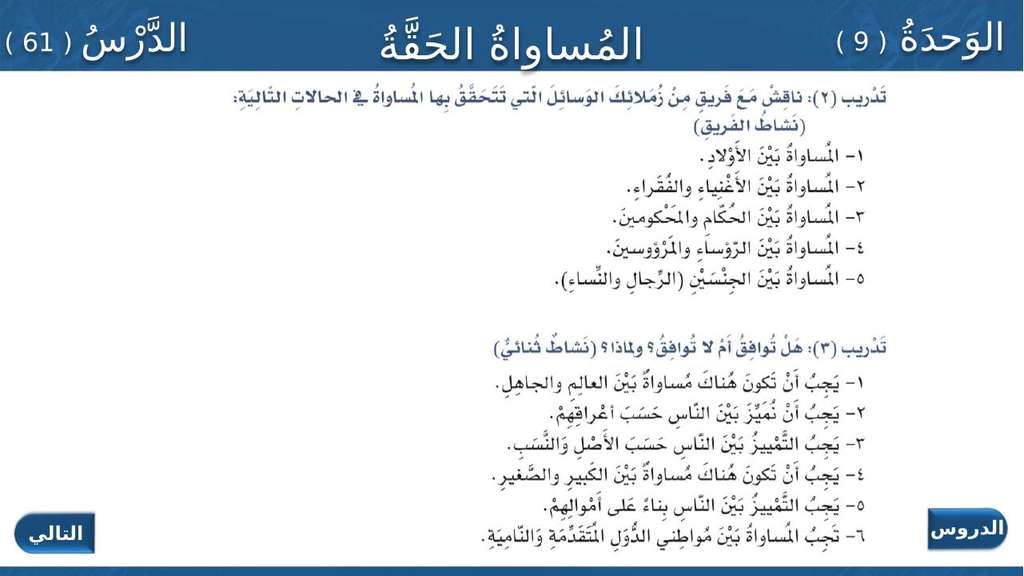 الوَحدَةُ ( 9 )
المُساواةُ الحَقَّةُ
الدَّرْسُ ( 61 )
تَدْريب (٢): ناقِشْ مَعَ فَريقٍ مِنْ زُمَلائِكَ الوَسائِلَ الَّتي تَتَحَقَّقُ بِها المُساواةُ في الحالاتِ التّالِيَةِ:
(نَشاطُ الفَريقِ)
١- المُساواةُ بَيْنَ الأَوْلادِ.
٢- المُساواةُ بَيْنَ الأَغْنِياءِ والفُقَراءِ.
٣- المُساواةُ بَيْنَ الحُكّامِ والمَحْكومينَ.
٤- المُساواةُ بَيْنَ الرّؤساءِ والمَرْؤوسينَ.
٥- المُساواةُ بَيْنَ الجِنْسَيْنِ (الرِّجالِ والنِّساءِ).
تَدْريب (٣): هَلْ تُوافِقُ أَمْ لا تُوافِقُ؟ ولماذا؟ (نَشاطٌ ثُنائيٌّ)
١- يَجِبُ أَنْ تَكونَ هُناكَ مُساواةٌ بَيْنَ العالِمِ والجاهِلِ.
٢- يَجِبُ أَنْ نُمَيِّزَ بَيْنَ النّاسِ حَسَبَ أعْراقِهِمْ.
٣- يَجِبُ التَّمْييزُ بَيْنَ النّاسِ حَسَبَ الأَصْلِ وَالنَّسَبِ.
٤- يَجِبُ أَنْ تَكونَ هُناكَ مُساواةٌ بَيْنَ الكَبيرِ والصَّغيرِ.
٥- يَجِبُ التَّمْييزُ بَيْنَ النّاسِ بِناءً عَلى أَمْوالِهِمْ.
٦- تَجِبُ المُساواةُ بَيْنَ مُواطِني الدُّوَلِ المُتَقَدِّمَةِ وَالنّامِيَةِ.
الدروس
التالي